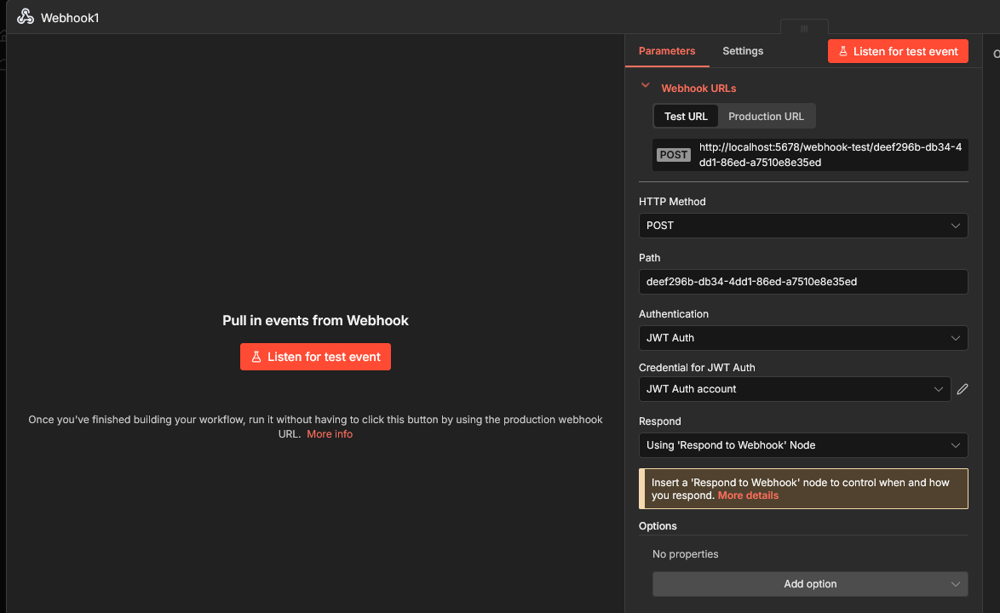 Webhook1
Parameters
Settings
Listen for test event
Webhook URLs
Test URL
Production URL
POST
http://localhost:5678/webhook-test/deef296b-db34-4
dd1-86ed-a7510e8e35ed
HTTP Method
POST
Path
deef296b-db34-4dd1-86ed-a7510e8e35ed
Authentication
JWT Auth
Credential for JWT Auth
JWT Auth account
Respond
Using 'Respond to Webhook' Node
Insert a 'Respond to Webhook' node to control when and how
you respond. More details
Options
No properties
Add option
Pull in events from Webhook
Listen for test event
Once you've finished building your workflow, run it without having to click this button by using the production webhook
URL. More info